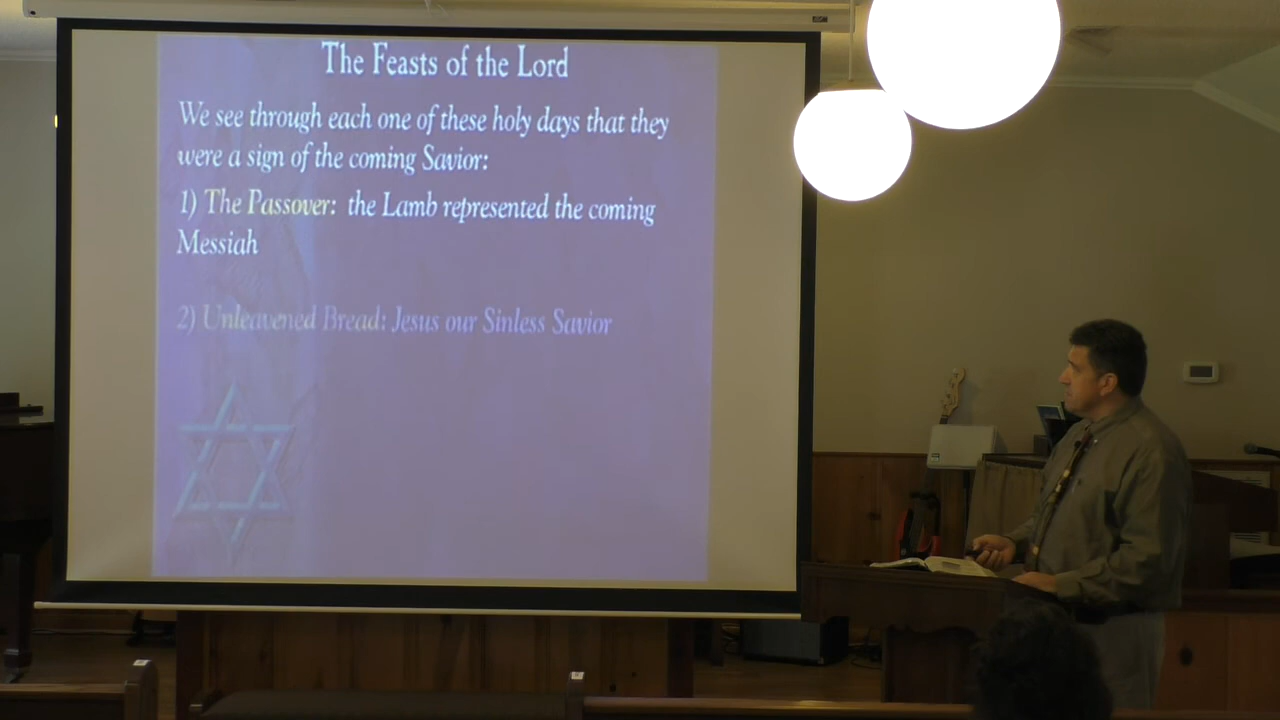 The Feasts of the Lord
We see through each one of these holy days that they
were a sign of the coming Savior:
1) The Passover: the Lamb represented the coming
Messiah
2) Unleavened Bread: Jesus our Sinless Savior